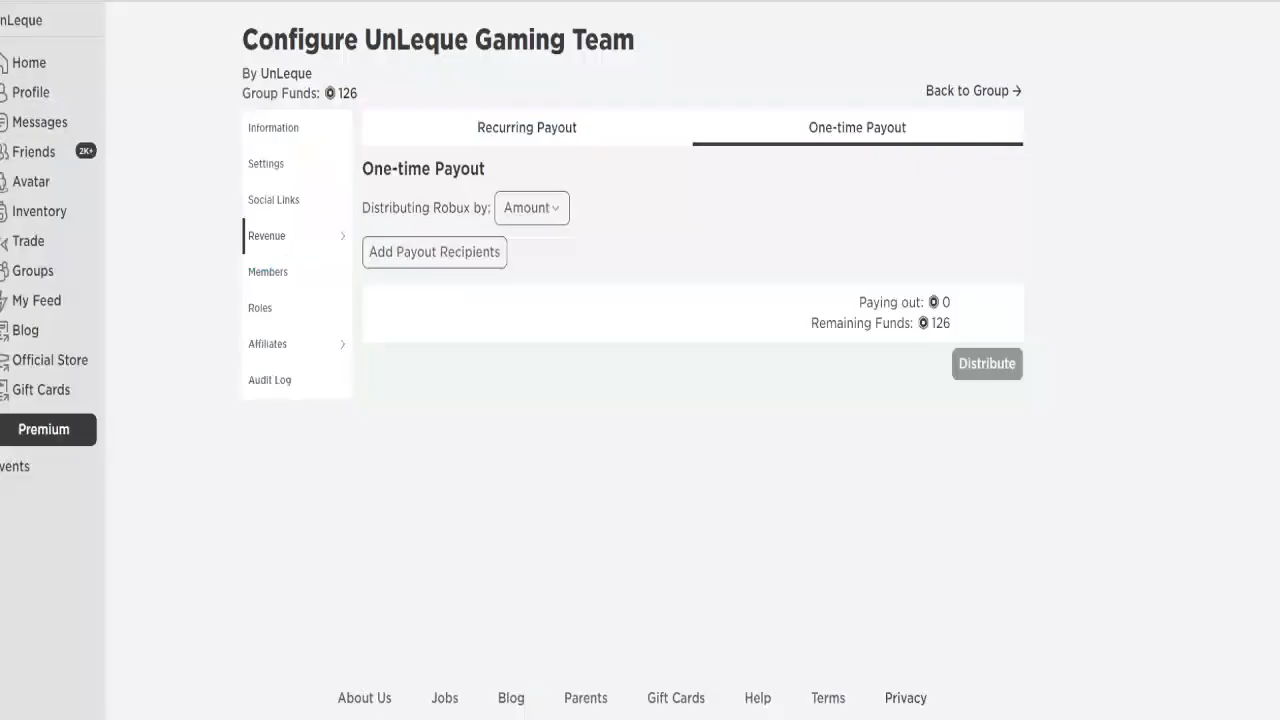 nLeque
Home
Profile
Messages
Friends 2K+
Avatar
Inventory
Trade
Groups
My Feed
Blog
Official Store
Gift Cards
Premium
vents
Configure UnLeque Gaming Team
By UnLeque
Group Funds: 126
Back to Group →
Information
Settings
Social Links
Revenue
Members
Roles
Affiliates
Audit Log
Recurring Payout
One-time Payout
One-time Payout
Distributing Robux by: Amount
Add Payout Recipients
Paying out: 0
Remaining Funds: 126
Distribute
About Us Jobs Blog Parents Gift Cards Help Terms Privacy